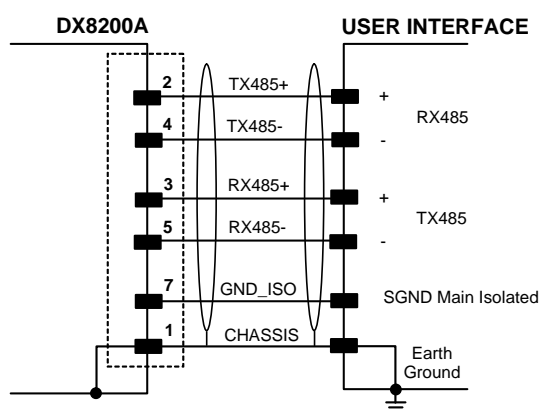 DX8200A
USER INTERFACE
2
TX485+
+
RX485
4
TX485-
-
3
RX485+
+
TX485
5
RX485-
-
7
GND_ISO
SGND Main Isolated
1
CHASSIS
Earth
Ground